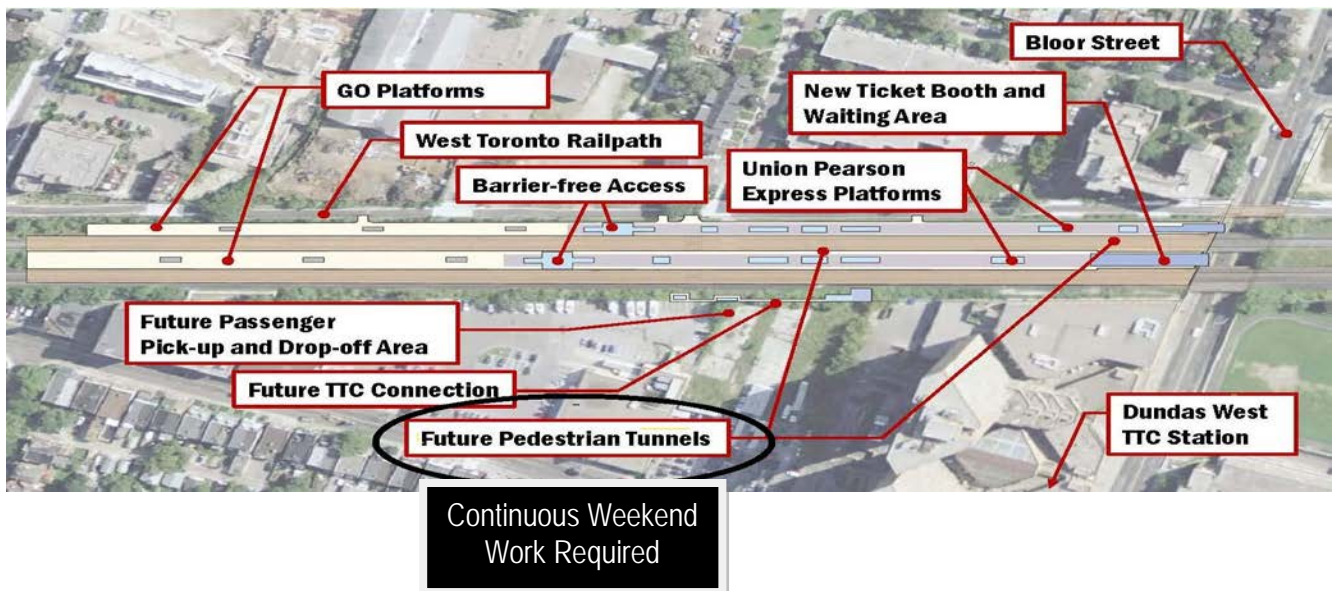 Bloor Street
GO Platforms
New Ticket Booth and
Waiting Area
West Toronto Railpath
Union Pearson
Express Platforms
Barrier-free Access
Future Passenger
Pick-up and Drop-off Area
Future TTC Connection
Dundas West
TTC Station
Future Pedestrian Tunnels
Continuous Weekend
Work Required